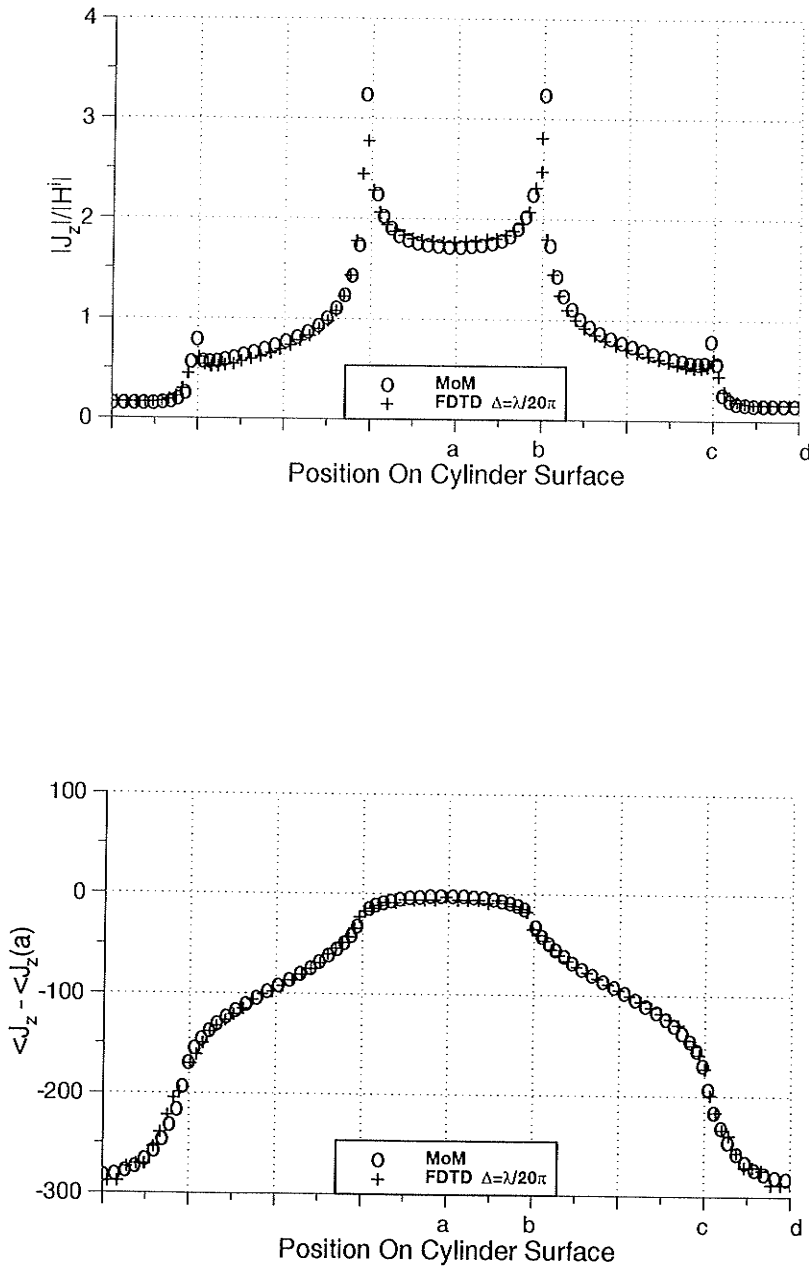 4
3
2
1
0
|J_z|/|H^i|
O MoM
+ FDTD Δ=λ/20π
a b c d
Position On Cylinder Surface
100
0
-100
-200
-300
<J_z - <J_z(a)
O MoM
+ FDTD Δ=λ/20π
a b c d
Position On Cylinder Surface